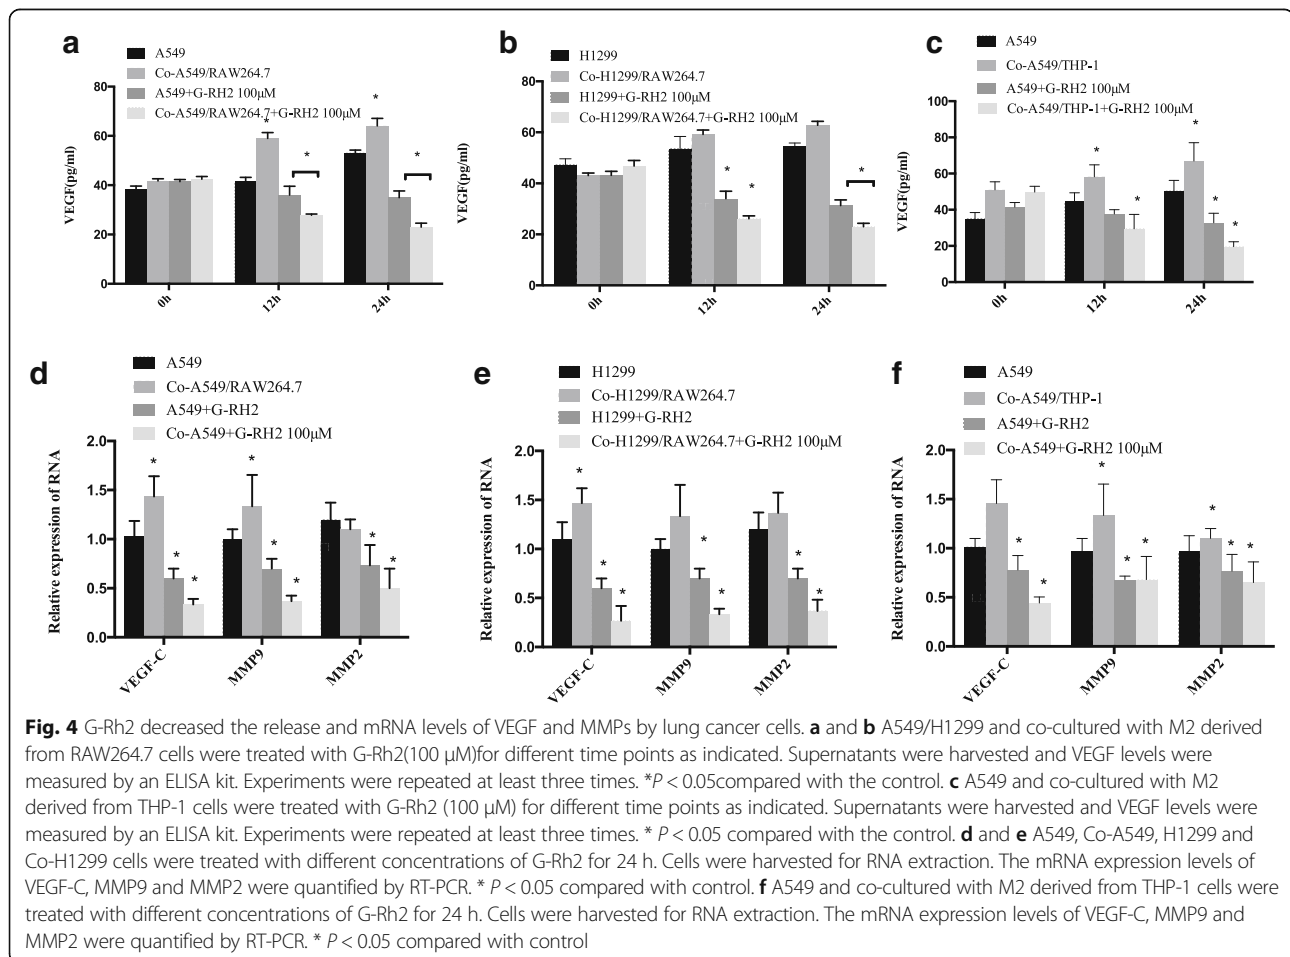 a
A549
Co-A549/RAW264.7
A549+G-RH2 100μM
Co-A549/RAW264.7+G-RH2 100μM
VEGF(pg/ml)
80
60
40
20
0
* * * *
0h 12h 24h
b
H1299
Co-H1299/RAW264.7
H1299+G-RH2 100μM
Co-H1299/RAW264.7+G-RH2 100μM
VEGF(pg/ml)
80
60
40
20
0
* * *
0h 12h 24h
c
A549
Co-A549/THP-1
A549+G-RH2 100μM
Co-A549/THP-1+G-RH2 100μM
VEGF(pg/ml)
100
80
60
40
20
0
* * * * *
0h 12h 24h
d
A549
Co-A549/RAW264.7
A549+G-RH2
Co-A549+G-RH2 100μM
Relative expression of RNA
2.0
1.5
1.0
0.5
0.0
* * * * * * * *
VEGF-C MMP9 MMP2
e
H1299
Co-H1299/RAW264.7
H1299+G-RH2
Co-H1299/RAW264.7+G-RH2 100μM
Relative expression of RNA
2.0
1.5
1.0
0.5
0.0
* * * * * * *
VEGF-C MMP9 MMP2
f
A549
Co-A549/THP-1
A549+G-RH2
Co-A549+G-RH2 100μM
Relative expression of RNA
2.0
1.5
1.0
0.5
0.0
* * * * * * * *
VEGF-C MMP9 MMP2
Fig. 4 G-Rh2 decreased the release and mRNA levels of VEGF and MMPs by lung cancer cells. a and b A549/H1299 and co-cultured with M2 derived
from RAW264.7 cells were treated with G-Rh2(100 μM)for different time points as indicated. Supernatants were harvested and VEGF levels were
measured by an ELISA kit. Experiments were repeated at least three times. *P < 0.05compared with the control. c A549 and co-cultured with M2
derived from THP-1 cells were treated with G-Rh2 (100 μM) for different time points as indicated. Supernatants were harvested and VEGF levels were
measured by an ELISA kit. Experiments were repeated at least three times. * P < 0.05 compared with the control. d and e A549, Co-A549, H1299 and
Co-H1299 cells were treated with different concentrations of G-Rh2 for 24 h. Cells were harvested for RNA extraction. The mRNA expression levels of
VEGF-C, MMP9 and MMP2 were quantified by RT-PCR. * P < 0.05 compared with control. f A549 and co-cultured with M2 derived from THP-1 cells were
treated with different concentrations of G-Rh2 for 24 h. Cells were harvested for RNA extraction. The mRNA expression levels of VEGF-C, MMP9 and
MMP2 were quantified by RT-PCR. * P < 0.05 compared with control